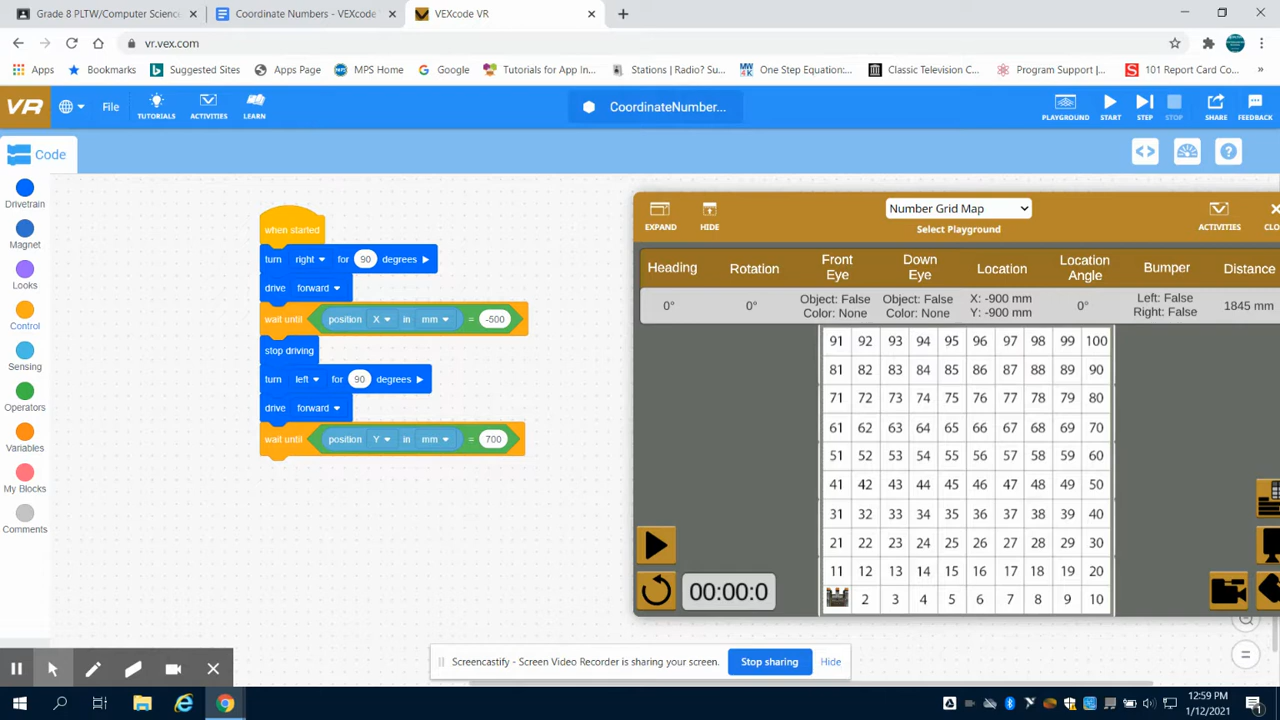 Grade 8 PLTW/Computer Science
Coordinate Numbers - VEXcode
VEXcode VR
vr.vex.com
Apps
Bookmarks
Suggested Sites
Apps Page
MPS Home
Google
Tutorials for App In...
Stations | Radio? Su...
One Step Equation:...
Classic Television C...
Program Support |...
101 Report Card Co...
»
VR
File
TUTORIALS
ACTIVITIES
LEARN
CoordinateNumber...
PLAYGROUND
START
STEP
STOP
SHARE
FEEDBACK
Code
Drivetrain
Magnet
Looks
Control
Sensing
Operators
Variables
My Blocks
Comments
when started
turn right for 90 degrees
drive forward
wait until position X in mm = -500
stop driving
turn left for 90 degrees
drive forward
wait until position Y in mm = 700
EXPAND
HIDE
Number Grid Map
Select Playground
ACTIVITIES
CLO
Heading Rotation Front Eye Down Eye Location Location Angle Bumper Distance
0° 0° Object: False Object: False X: -900 mm 0° Left: False 1845 mm
Color: None Color: None Y: -900 mm Right: False
91 92 93 94 95 96 97 98 99 100
81 82 83 84 85 86 87 88 89 90
71 72 73 74 75 76 77 78 79 80
61 62 63 64 65 66 67 68 69 70
51 52 53 54 55 56 57 58 59 60
41 42 43 44 45 46 47 48 49 50
31 32 33 34 35 36 37 38 39 40
21 22 23 24 25 26 27 28 29 30
11 12 13 14 15 16 17 18 19 20
2 3 4 5 6 7 8 9 10
00:00:0
Screencastify - Screen Video Recorder is sharing your screen.
Stop sharing
Hide
12:59 PM
1/12/2021